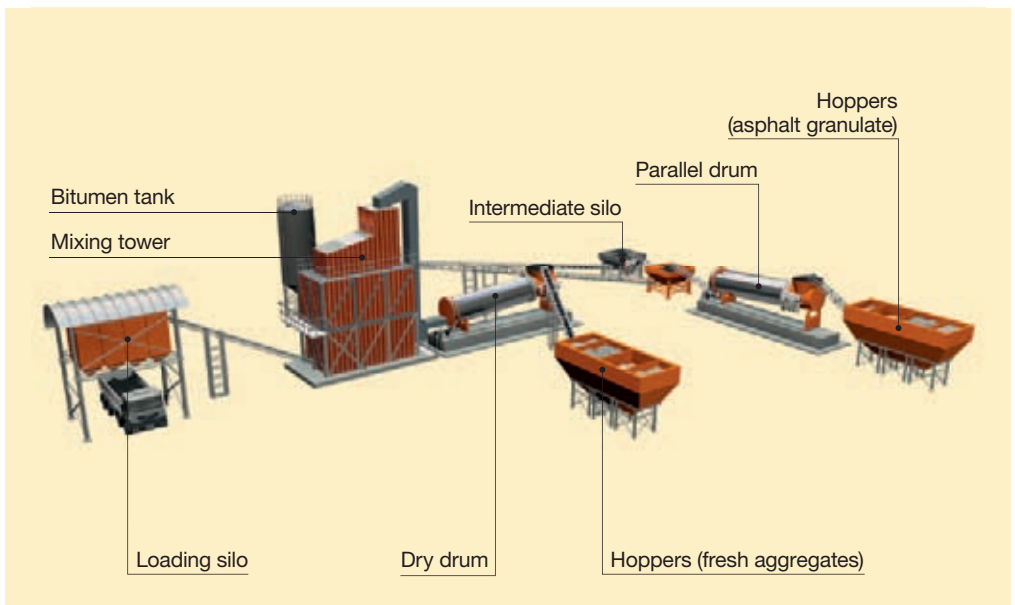 Hoppers
(asphalt granulate)
Parallel drum
Intermediate silo
Bitumen tank
Mixing tower
Loading silo
Dry drum
Hoppers (fresh aggregates)